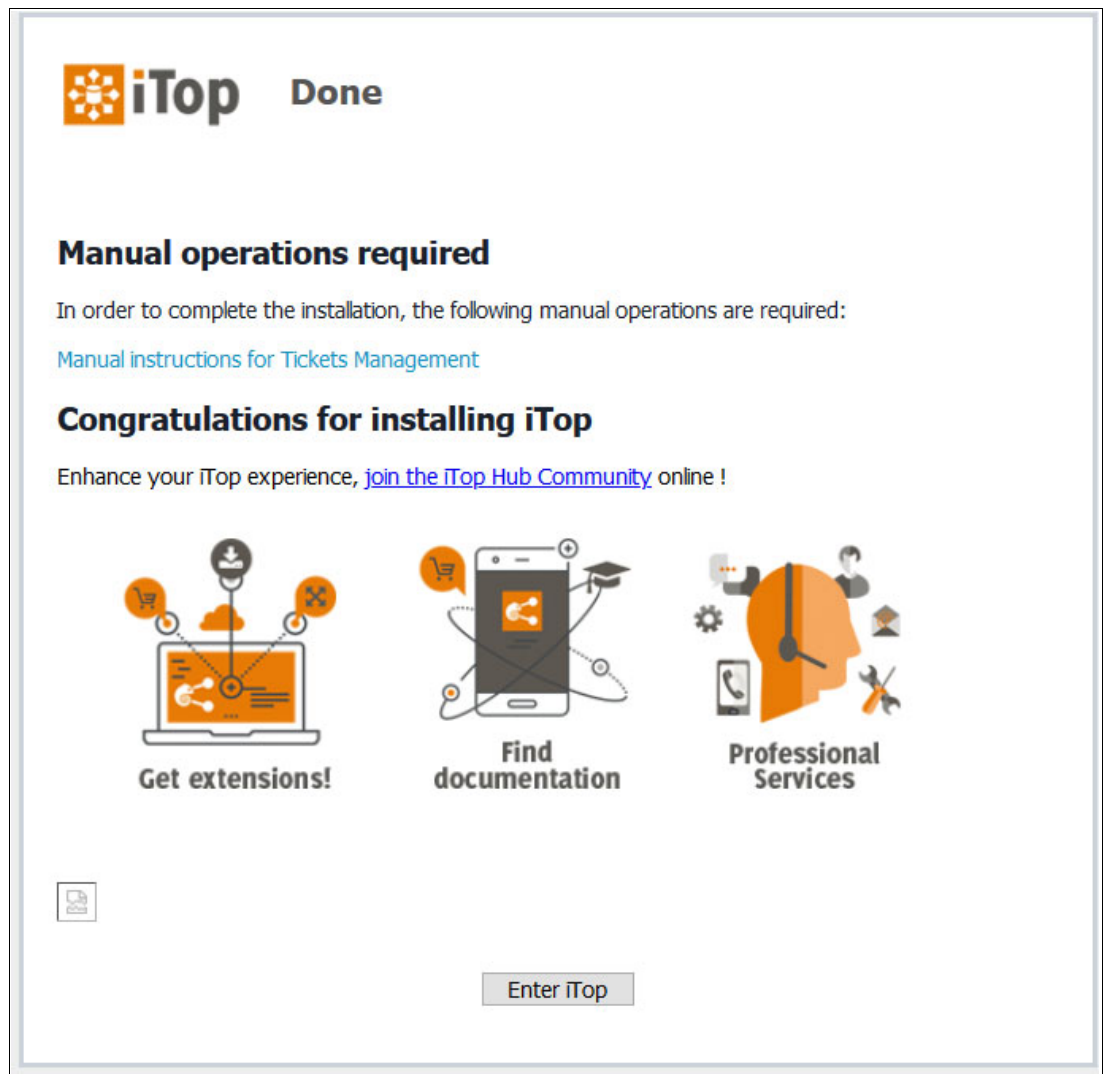 iTop Done
Manual operations required
In order to complete the installation, the following manual operations are required:
Manual instructions for Tickets Management
Congratulations for installing iTop
Enhance your iTop experience, join the iTop Hub Community online !
Get extensions!
Find
documentation
Professional
Services
Enter iTop